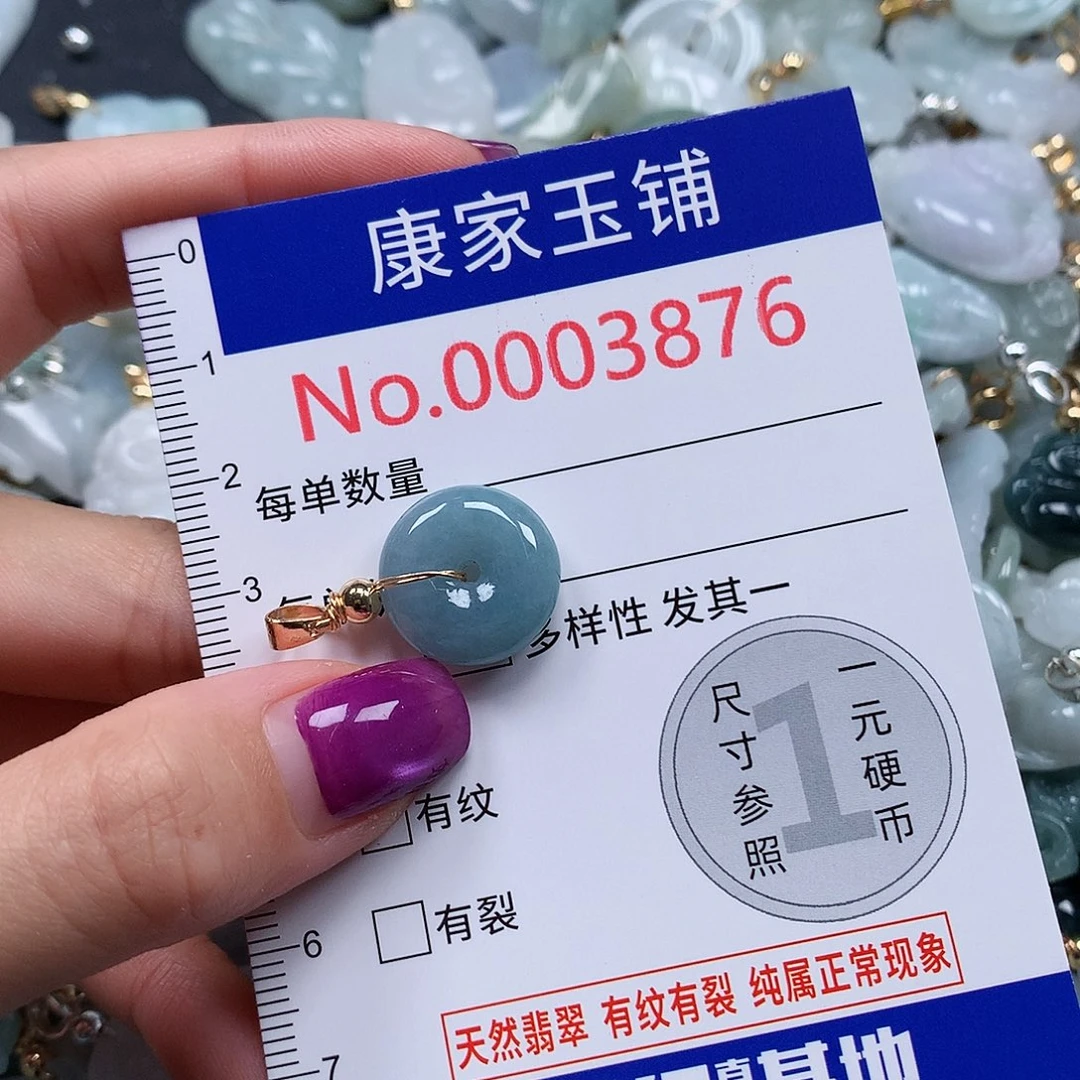 康家玉铺
No.0003876
0
1
每单数量
2
3
多样性 发其一
一元硬币
尺寸参照
1
有纹
有裂
6
天然翡翠 有纹有裂 纯属正常现象
7
基地